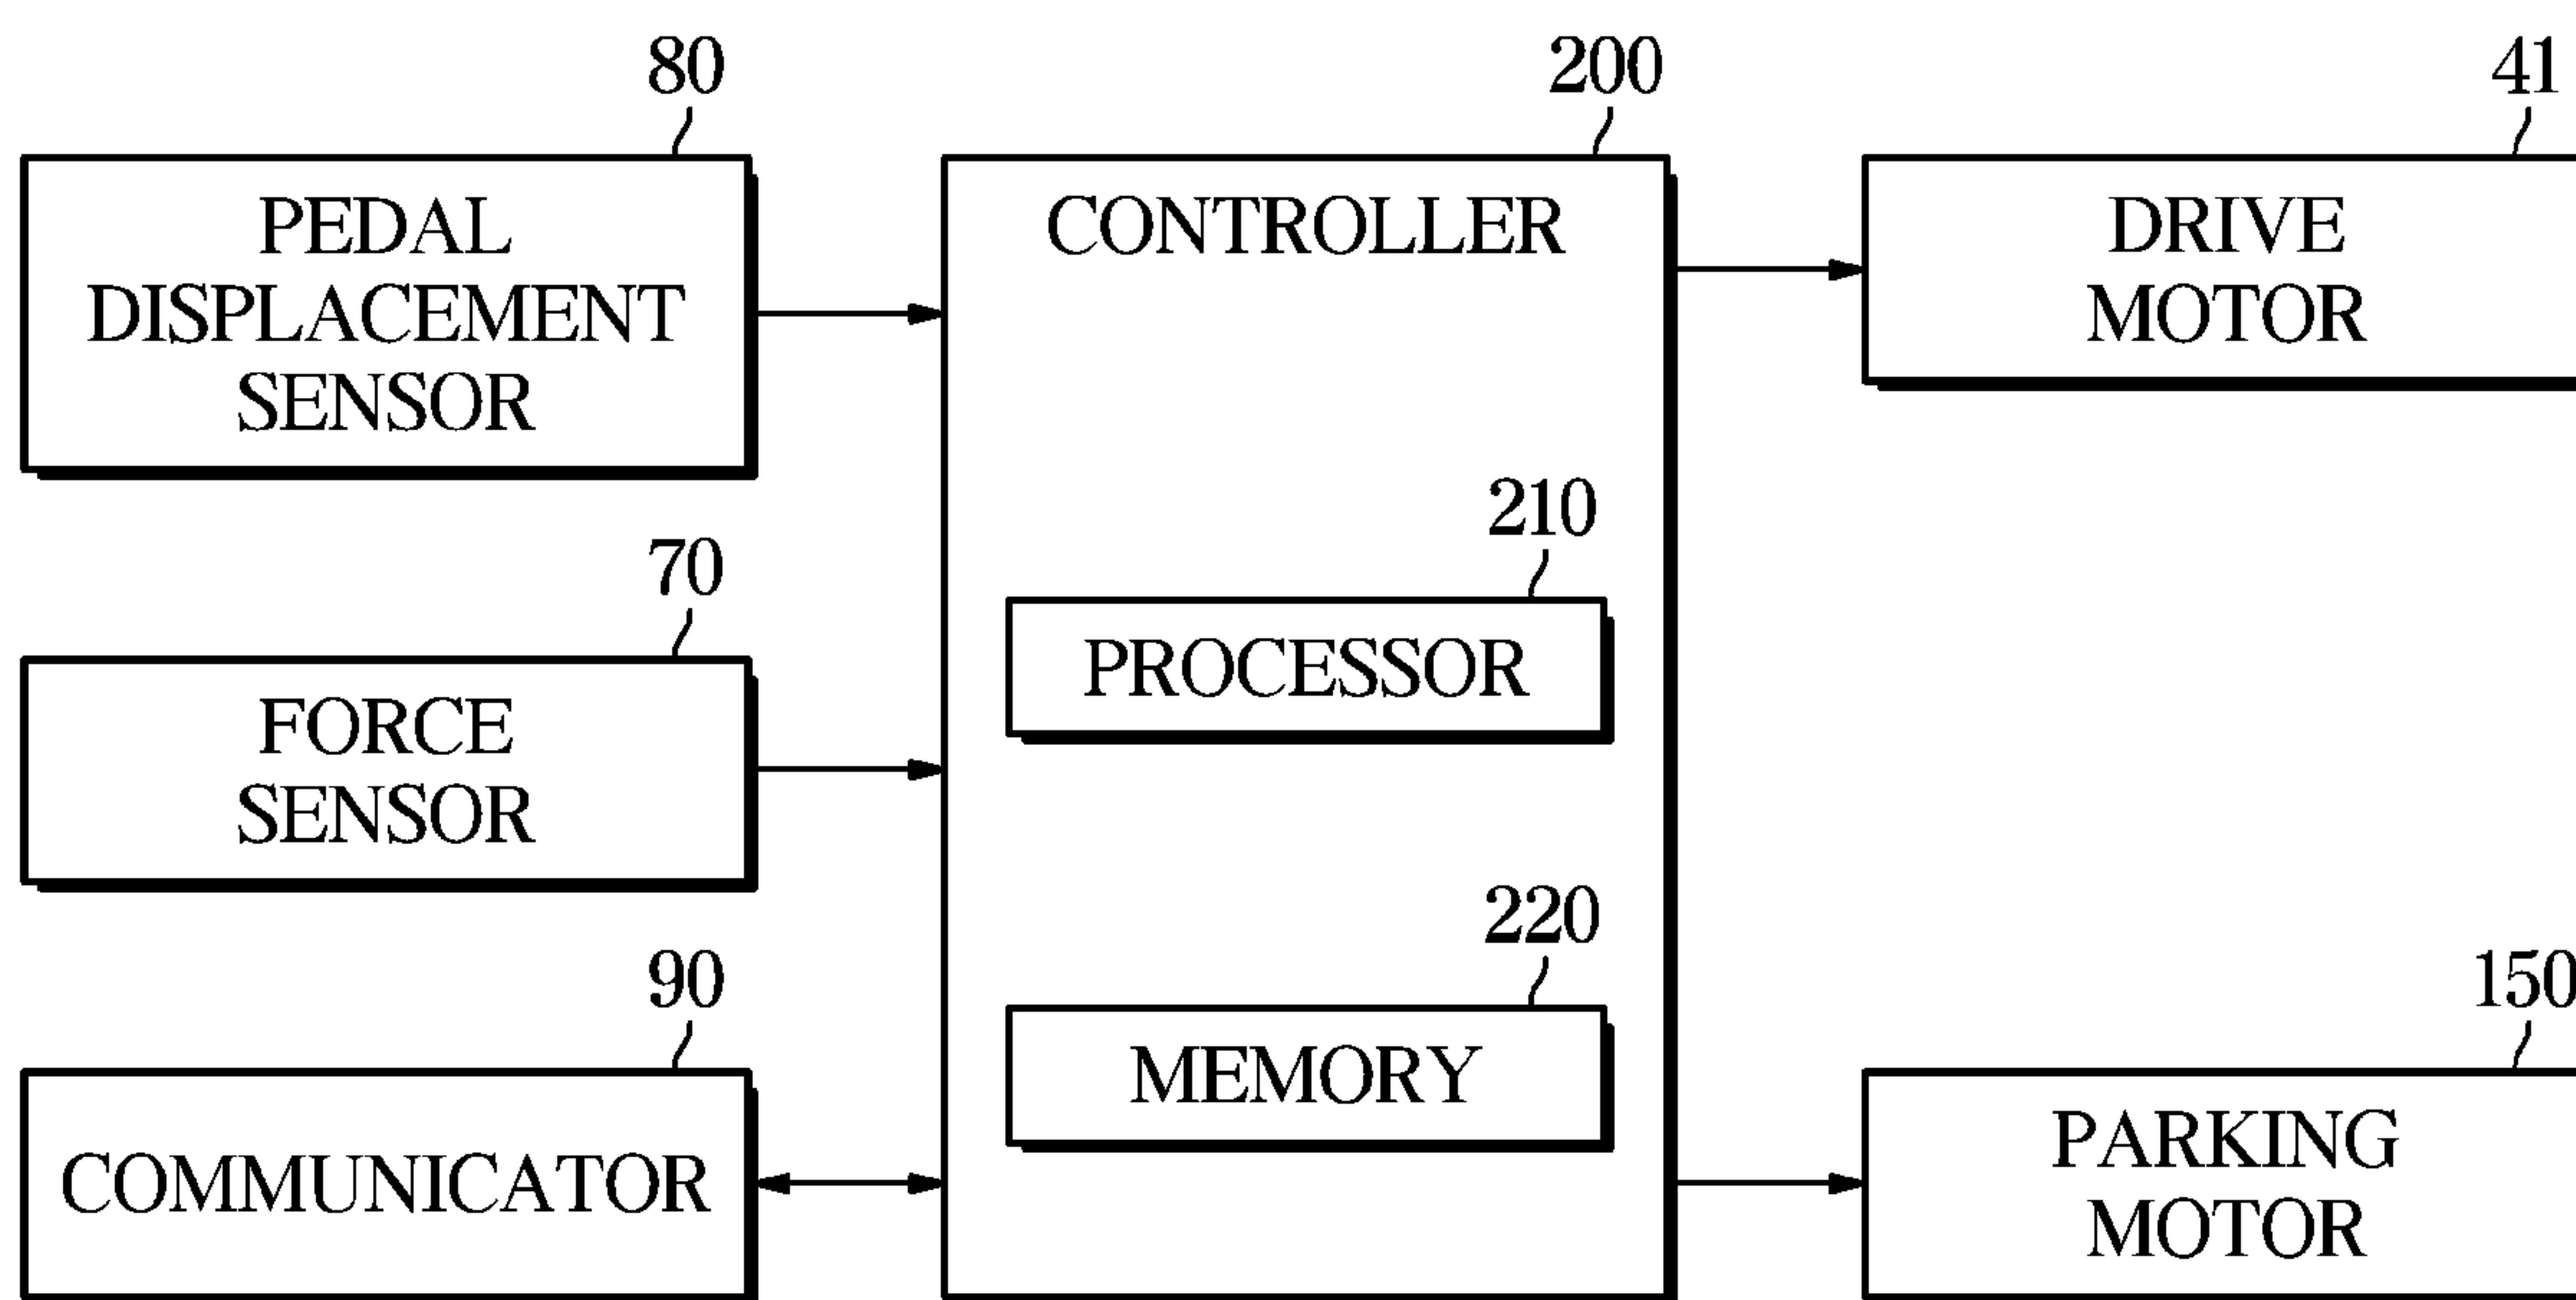 80
PEDAL
DISPLACEMENT
SENSOR
70
FORCE
SENSOR
90
COMMUNICATOR
200
CONTROLLER
210
PROCESSOR
220
MEMORY
41
DRIVE
MOTOR
150
PARKING
MOTOR